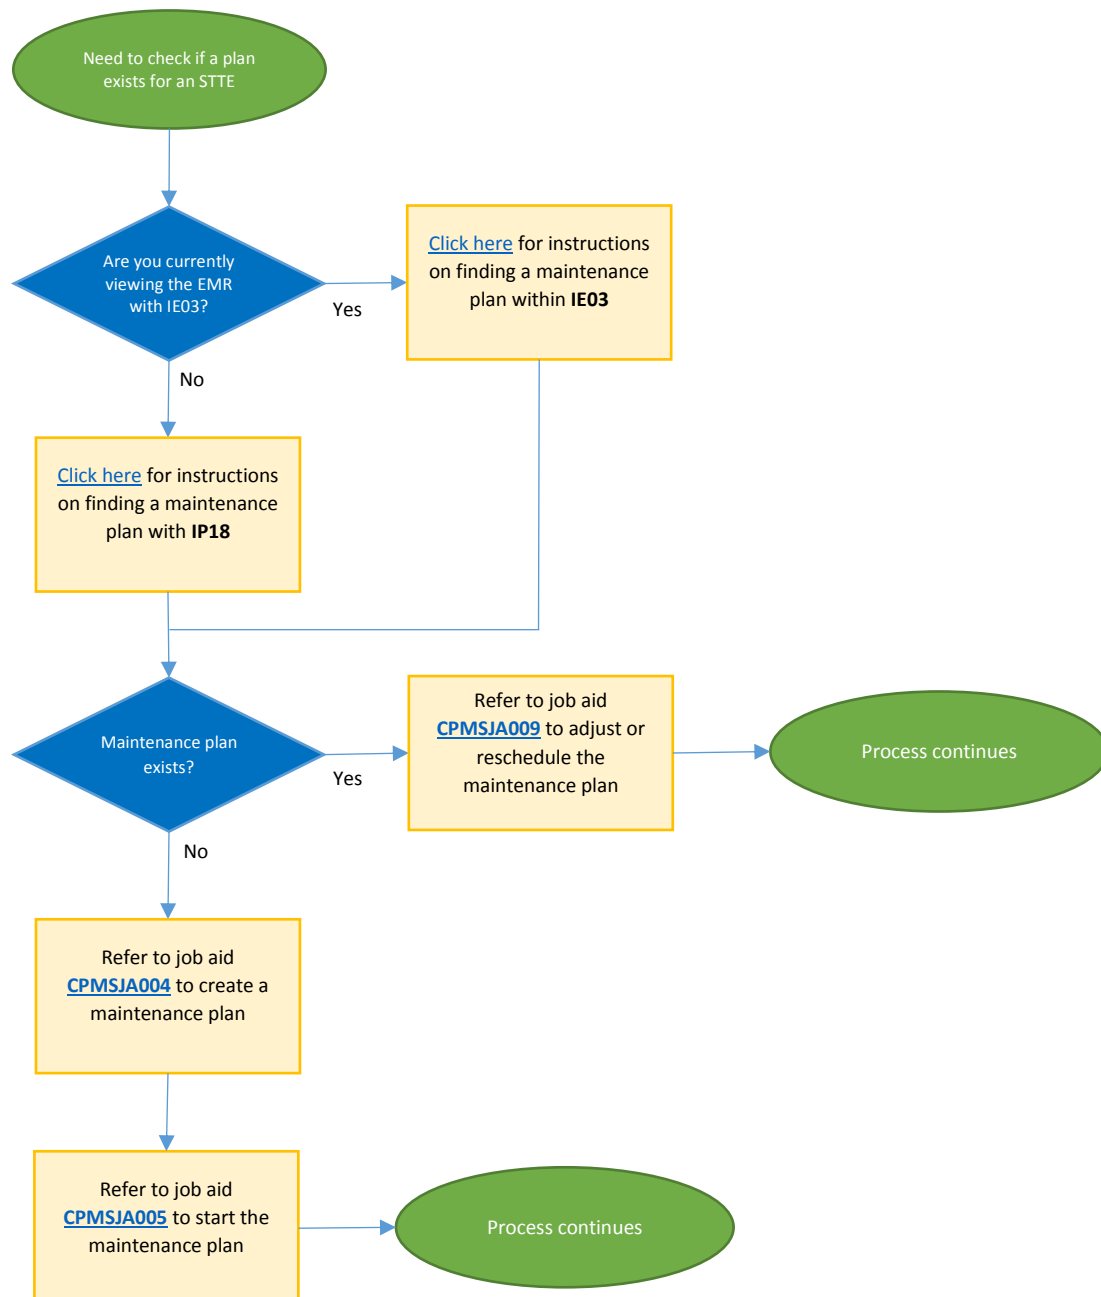 Need to check if a plan
exists for an STTE
Are you currently
viewing the EMR
with IE03?
Yes
Click here for instructions
on finding a maintenance
plan within IE03
No
Click here for instructions
on finding a maintenance
plan with IP18
Maintenance plan
exists?
Yes
Refer to job aid
CPMSJA009 to adjust or
reschedule the
maintenance plan
Process continues
No
Refer to job aid
CPMSJA004 to create a
maintenance plan
Refer to job aid
CPMSJA005 to start the
maintenance plan
Process continues